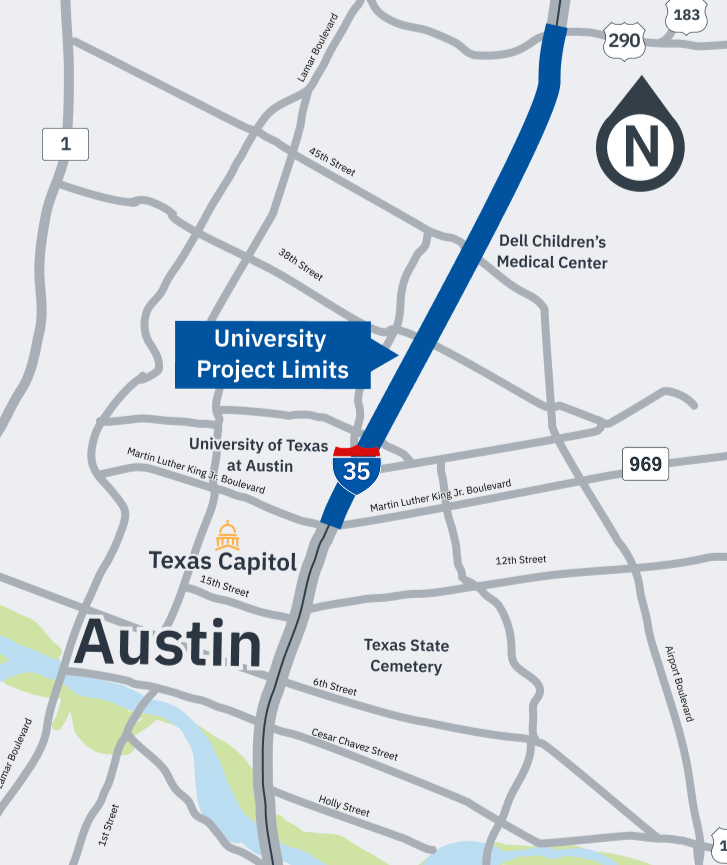 183
290
Lamar Boulevard
N
1
45th Street
Dell Children's
Medical Center
38th Street
University
Project Limits
University of Texas
at Austin
35
969
Martin Luther King Jr. Boulevard
Martin Luther King Jr. Boulevard
12th Street
Texas Capitol
15th Street
Austin
Texas State
Cemetery
6th Street
Airport Boulevard
Cesar Chavez Street
Lamar Boulevard
Holly Street
1st Street